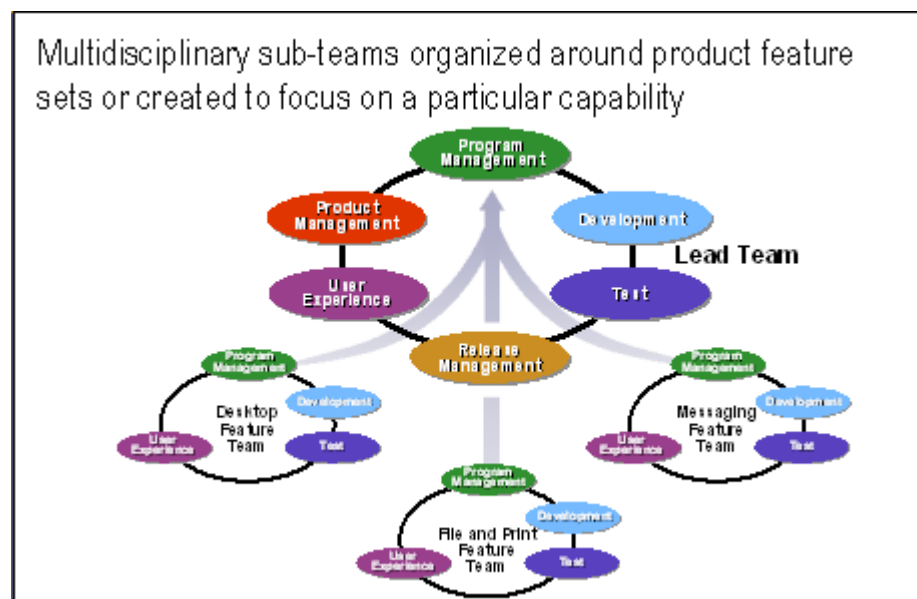 Multidisciplinary sub-teams organized around product feature
sets or created to focus on a particular capability
Program
Management
Product
Management
Development
Lead Team
User
Experience
Test
Release
Management
Program
Management
Development
Desktop
Feature
Team
User
Experience
Test
Program
Management
Development
Messaging
Feature
Team
User
Experience
Test
Program
Management
Development
File and Print
Feature
Team
User
Experience
Test